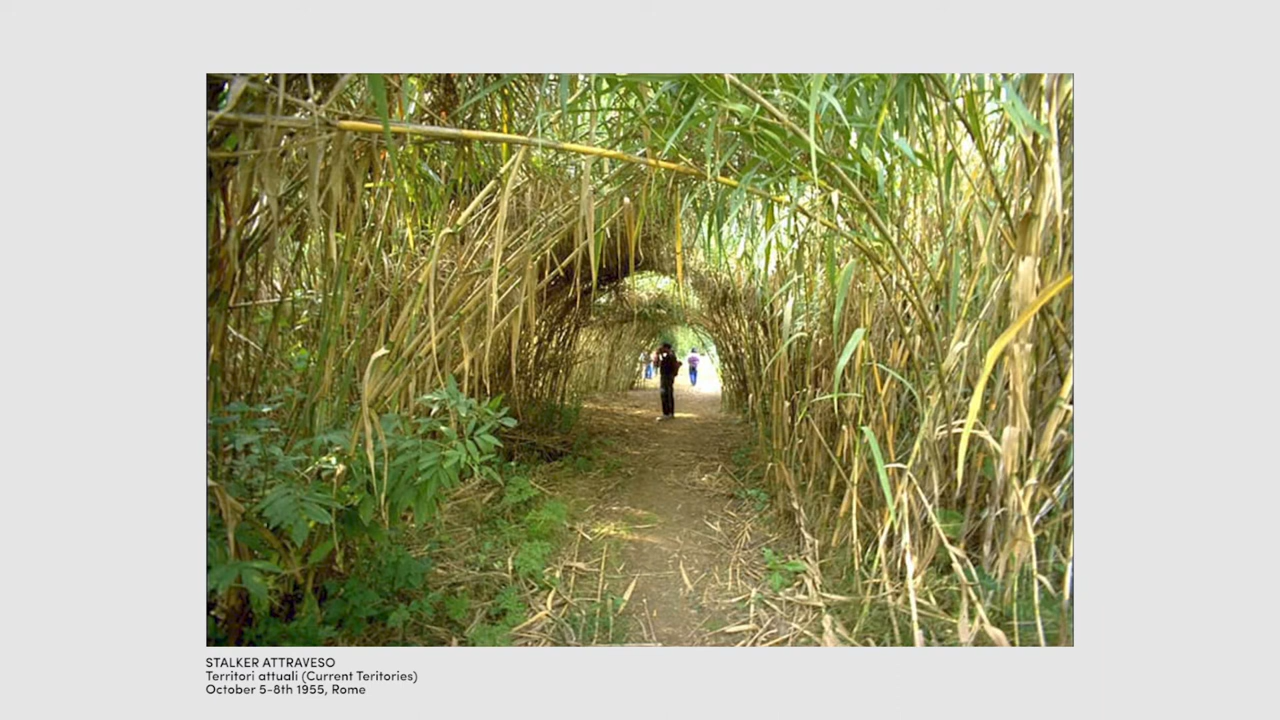 STALKER ATTRAVESO
Territori attuali (Current Teritories)
October 5-8th 1955, Rome